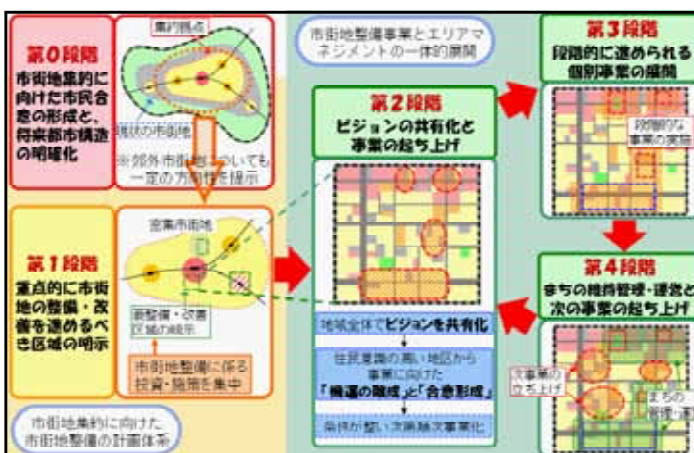 第0段階
市街地集約に
向けた市民合
意の形成と、
将来都市構造
の明確化
集約拠点
現状の市街地
※郊外市街地についても
一定の方向性を提示
第1段階
重点的に市街
地の整備・改
善を進めるべ
き区域の明示
密集市街地
要整備・改善
区域の明示
市街地整備に係る
投資・施策を集中
市街地集約に向けた
市街地整備の計画体系
市街地整備事業とエリアマ
ネジメントの一体的展開
第2段階
ビジョンの共有化と
事業の起ち上げ
地域全体でビジョンを共有化
住民意識の高い地区から
事業に向けた
「機運の醸成」と「合意形成」
条件が整い次第順次事業化
第3段階
段階的に進められる
個別事業の展開
段階的な
事業の実施
第4段階
まちの維持管理・運営と
次の事業の起ち上げ
次事業の
立ち上げ
まちの
管理・運